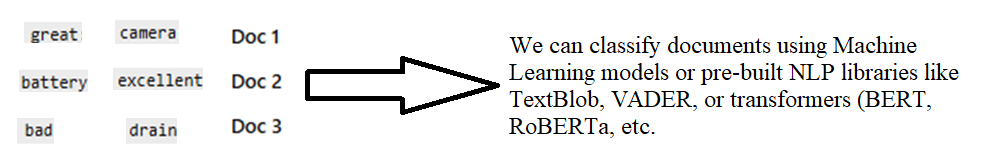 great camera Doc 1
battery excellent Doc 2
bad drain Doc 3
We can classify documents using Machine
Learning models or pre-built NLP libraries like
TextBlob, VADER, or transformers (BERT,
RoBERTa, etc.